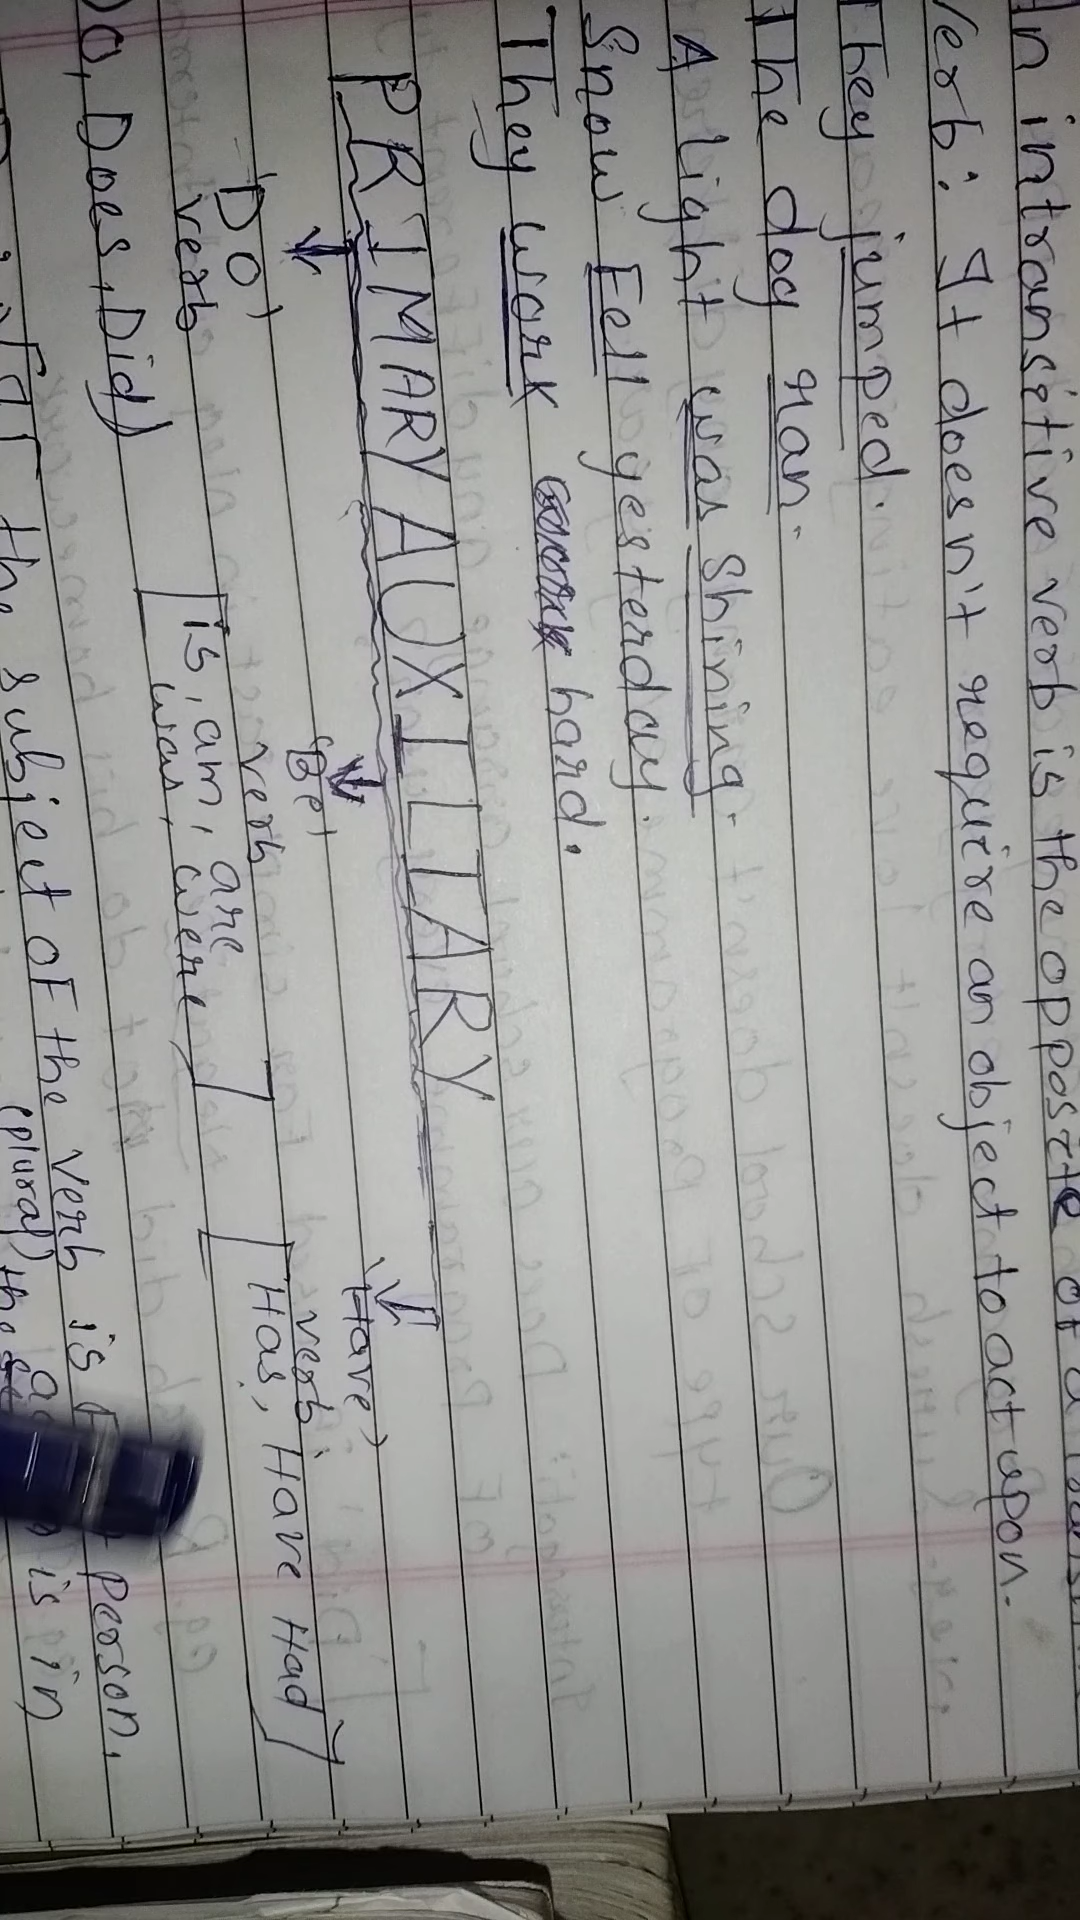 An intransitive verb is the opposite of a
verb: It doesn't require an object to act upon.
They jumped.
The dog ran.
A light was shining.
Snow Fell yesterday.
They work hard.
PRIMARY AUXILIARY
'DO' verb 'Be' verb 'Have' verb
Do, Does, Did) [is, am, are was, were] [Has, Have Had]
If the subject of the verb is person,
(plural) the is in